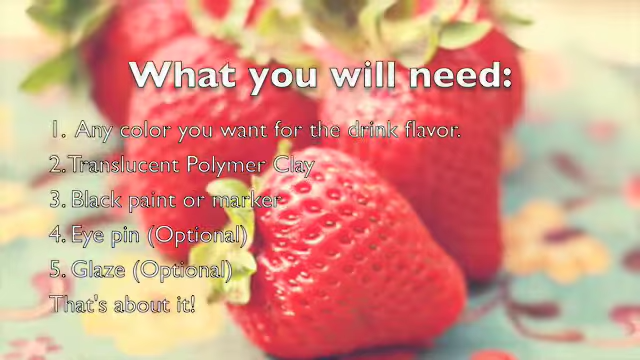 What you will need:
1. Any color you want for the drink flavor.
2. Translucent Polymer Clay
3. Black paint or marker
4. Eye pin (Optional)
5. Glaze (Optional)
That's about it!